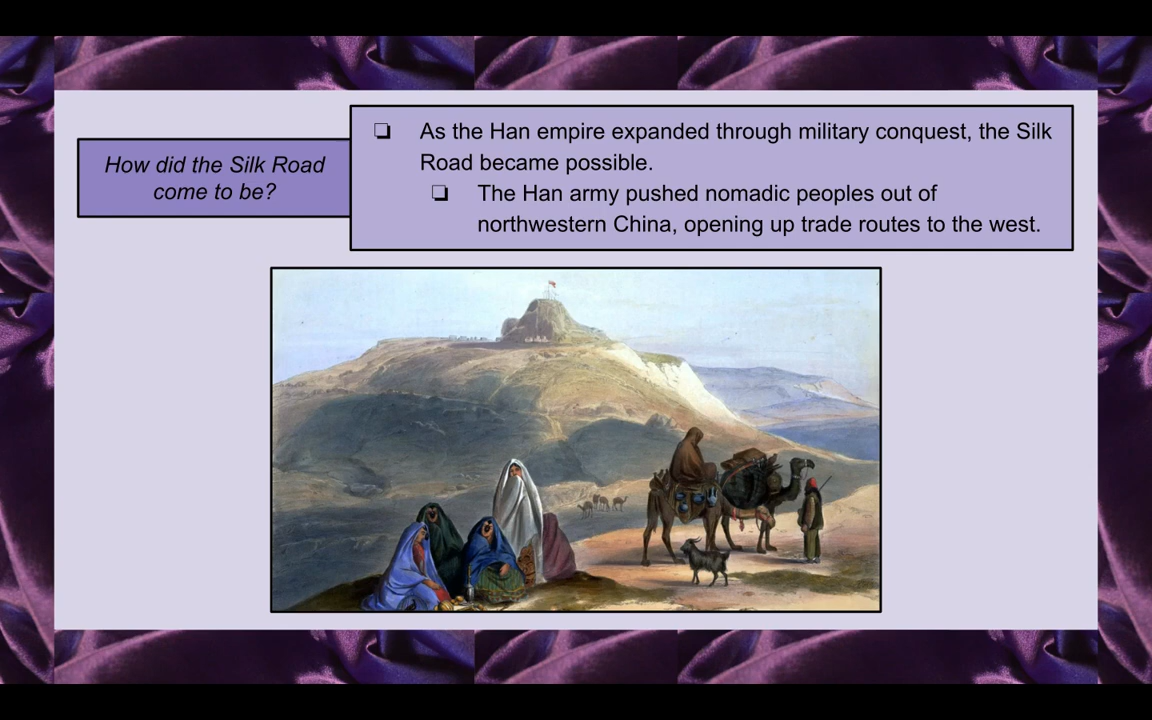 How did the Silk Road
come to be?
❏ As the Han empire expanded through military conquest, the Silk
Road became possible.
❏ The Han army pushed nomadic peoples out of
northwestern China, opening up trade routes to the west.